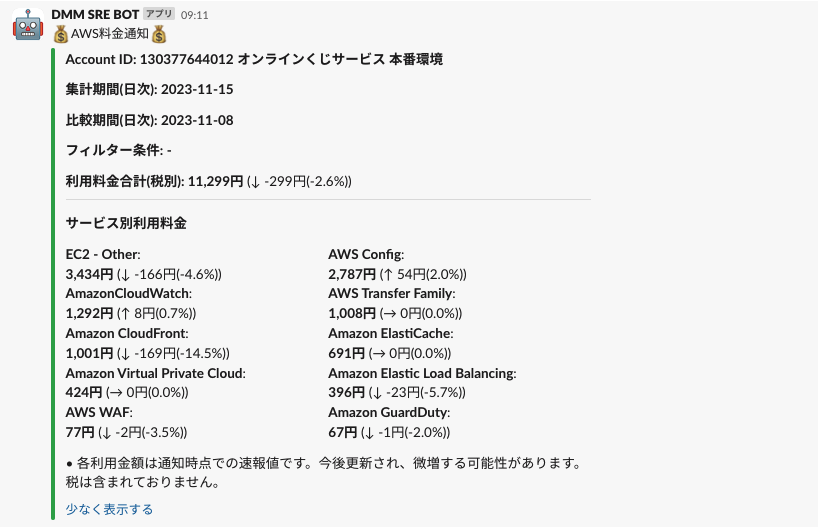 DMM SRE BOT アプリ 09:11
💰AWS料金通知💰
Account ID: 130377644012 オンラインくじサービス 本番環境
集計期間(日次): 2023-11-15
比較期間(日次): 2023-11-08
フィルター条件: -
利用料金合計(税別): 11,299円 (↓ -299円(-2.6%))
サービス別利用料金
EC2 - Other:
3,434円 (↓ -166円(-4.6%))
AWS Config:
2,787円 (↑ 54円(2.0%))
AmazonCloudWatch:
1,292円 (↑ 8円(0.7%))
AWS Transfer Family:
1,008円 (→ 0円(0.0%))
Amazon CloudFront:
1,001円 (↓ -169円(-14.5%))
Amazon ElastiCache:
691円 (→ 0円(0.0%))
Amazon Virtual Private Cloud:
424円 (→ 0円(0.0%))
Amazon Elastic Load Balancing:
396円 (↓ -23円(-5.7%))
AWS WAF:
77円 (↓ -2円(-3.5%))
Amazon GuardDuty:
67円 (↓ -1円(-2.0%))
• 各利用金額は通知時点での速報値です。今後更新され、微増する可能性があります。
税は含まれておりません。
少なく表示する